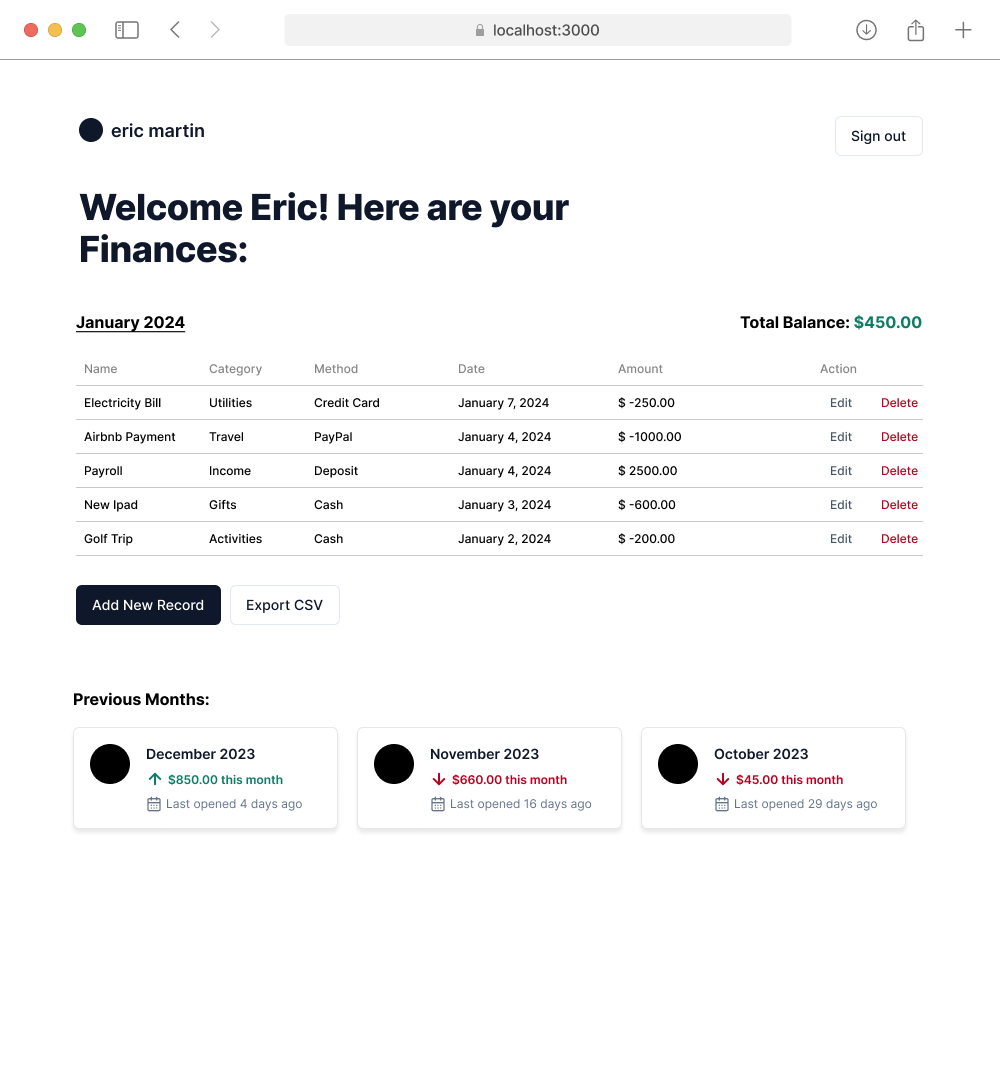 localhost:3000
eric martin
Sign out
Welcome Eric! Here are your
Finances:
January 2024
Total Balance: $450.00
Name Category Method Date Amount Action
Electricity Bill Utilities Credit Card January 7, 2024 $ -250.00 Edit Delete
Airbnb Payment Travel PayPal January 4, 2024 $ -1000.00 Edit Delete
Payroll Income Deposit January 4, 2024 $ 2500.00 Edit Delete
New Ipad Gifts Cash January 3, 2024 $ -600.00 Edit Delete
Golf Trip Activities Cash January 2, 2024 $ -200.00 Edit Delete
Add New Record Export CSV
Previous Months:
December 2023
$850.00 this month
Last opened 4 days ago
November 2023
$660.00 this month
Last opened 16 days ago
October 2023
$45.00 this month
Last opened 29 days ago